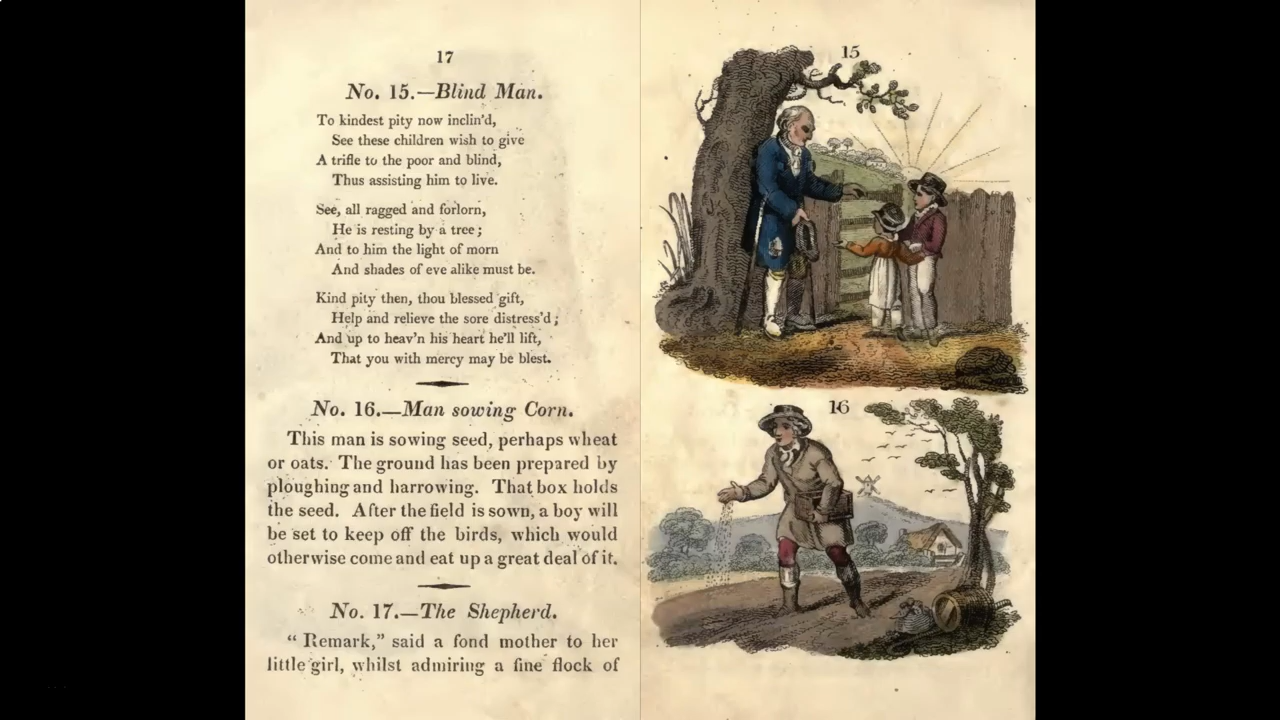 17
No. 15.—Blind Man.
To kindest pity now inclin'd,
See these children wish to give
A trifle to the poor and blind,
Thus assisting him to live.
See, all ragged and forlorn,
He is resting by a tree;
And to him the light of morn
And shades of eve alike must be.
Kind pity then, thou blessed gift,
Help and relieve the sore distress'd;
And up to heav'n his heart he'll lift,
That you with mercy may be blest.
No. 16.—Man sowing Corn.
This man is sowing seed, perhaps wheat
or oats. The ground has been prepared by
ploughing and harrowing. That box holds
the seed. After the field is sown, a boy will
be set to keep off the birds, which would
otherwise come and eat up a great deal of it.
No. 17.—The Shepherd.
“ Remark,” said a fond mother to her
little girl, whilst admiring a fine flock of
15
16